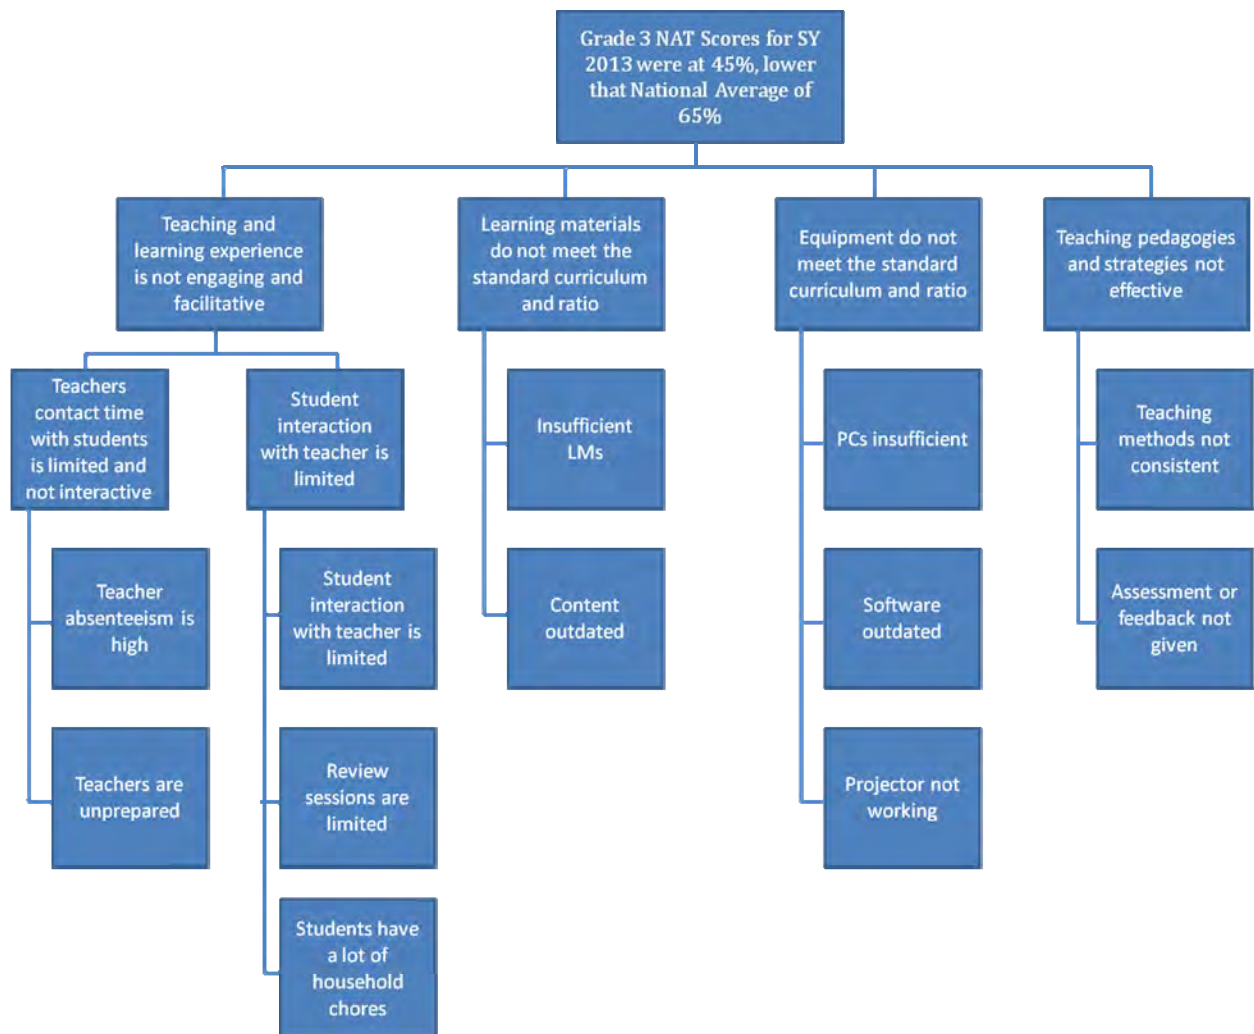 Grade 3 NAT Scores for SY
2013 were at 45%, lower
that National Average of
65%
Teaching and
learning experience
is not engaging and
facilitative
Learning materials
do not meet the
standard curriculum
and ratio
Equipment do not
meet the standard
curriculum and ratio
Teaching pedagogies
and strategies not
effective
Teachers
contact time
with students
is limited and
not interactive
Student
interaction
with teacher is
limited
Insufficient
LMs
PCs insufficient
Teaching
methods not
consistent
Teacher
absenteeism is
high
Student
interaction
with teacher is
limited
Content
outdated
Software
outdated
Assessment or
feedback not
given
Teachers are
unprepared
Review
sessions are
limited
Projector not
working
Students have
a lot of
household
chores